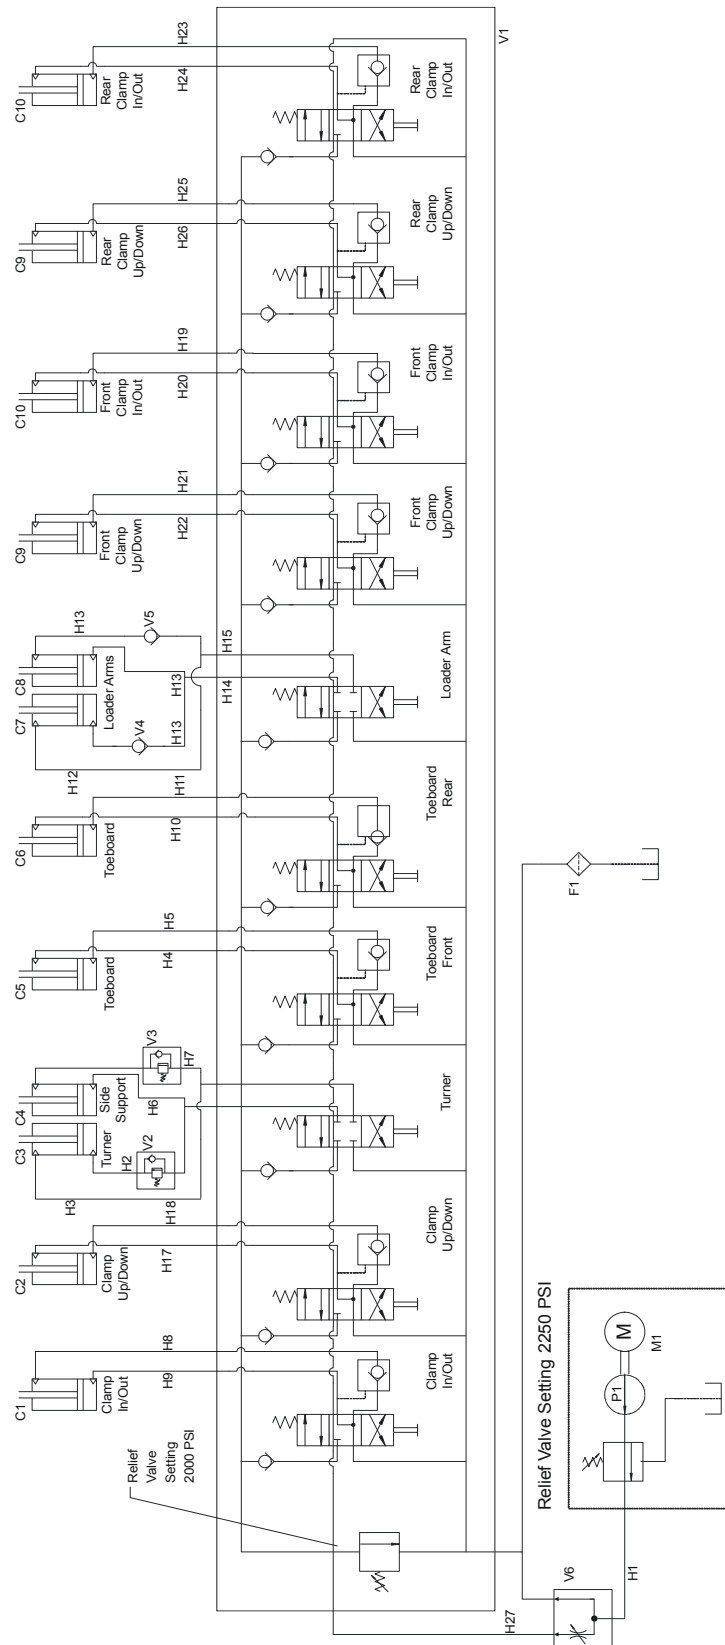 C10
Rear
Clamp
In/Out
H23
H24
Rear
Clamp
In/Out
V1
C9
Rear
Clamp
Up/Down
H25
H26
Rear
Clamp
Up/Down
C10
Front
Clamp
In/Out
H19
H20
Front
Clamp
In/Out
C9
Front
Clamp
Up/Down
H21
H22
Front
Clamp
Up/Down
C8
C7
Loader Arms
H13
V5
H13
V4
H13
H12
H15
H14
Loader Arm
C6
Toeboard
H11
H10
Toeboard
Rear
C5
Toeboard
H5
H4
Toeboard
Front
C4
C3
Side
Support
Turner
V3
H7
H6
V2
H2
H3
H18
Turner
C2
Clamp
Up/Down
H17
Clamp
Up/Down
C1
Clamp
In/Out
H8
H9
Clamp
In/Out
Relief
Valve
Setting
2000 PSI
F1
Relief Valve Setting 2250 PSI
M
M1
P1
V6
H1
H27